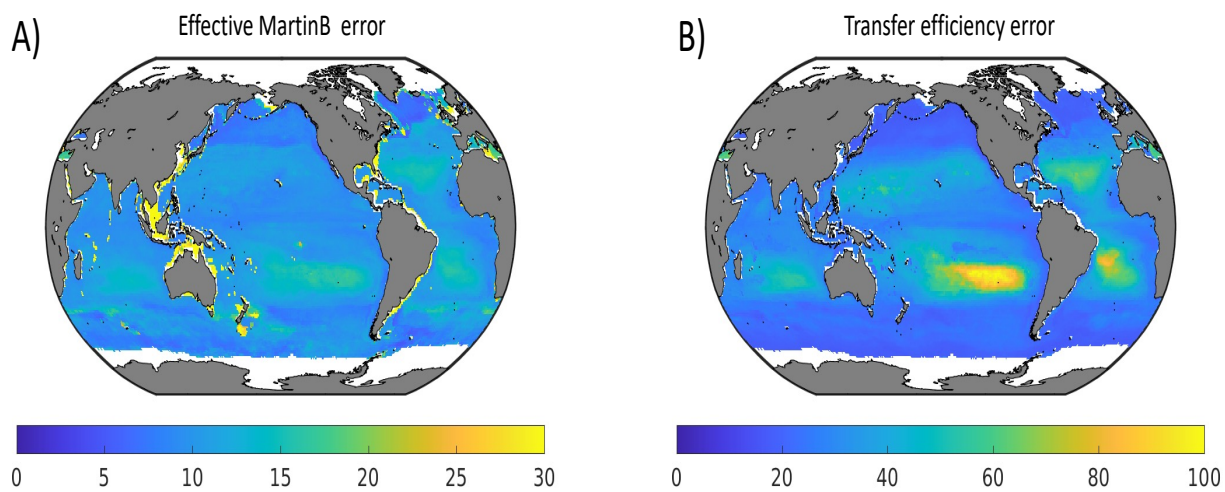 A)
Effective MartinB error
B)
Transfer efficiency error
0 5 10 15 20 25 30
0 20 40 60 80 100